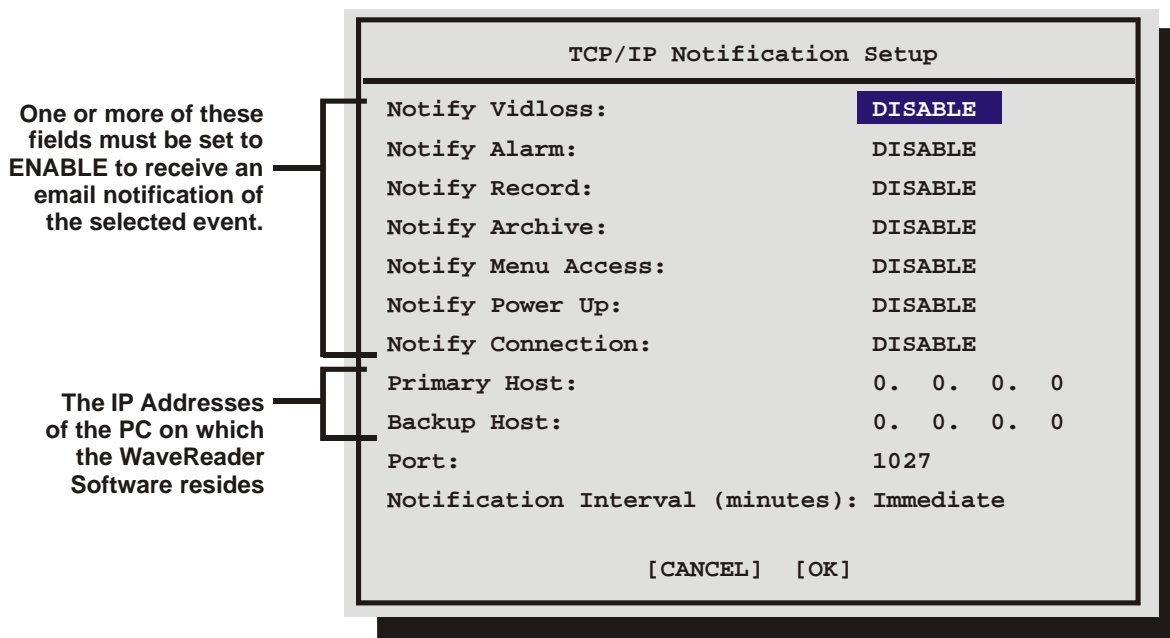 TCP/IP Notification Setup
One or more of these
fields must be set to
ENABLE to receive an
email notification of
the selected event.
Notify Vidloss: DISABLE
Notify Alarm: DISABLE
Notify Record: DISABLE
Notify Archive: DISABLE
Notify Menu Access: DISABLE
Notify Power Up: DISABLE
Notify Connection: DISABLE
The IP Addresses
of the PC on which
the WaveReader
Software resides
Primary Host: 0. 0. 0. 0
Backup Host: 0. 0. 0. 0
Port: 1027
Notification Interval (minutes): Immediate
[CANCEL] [OK]